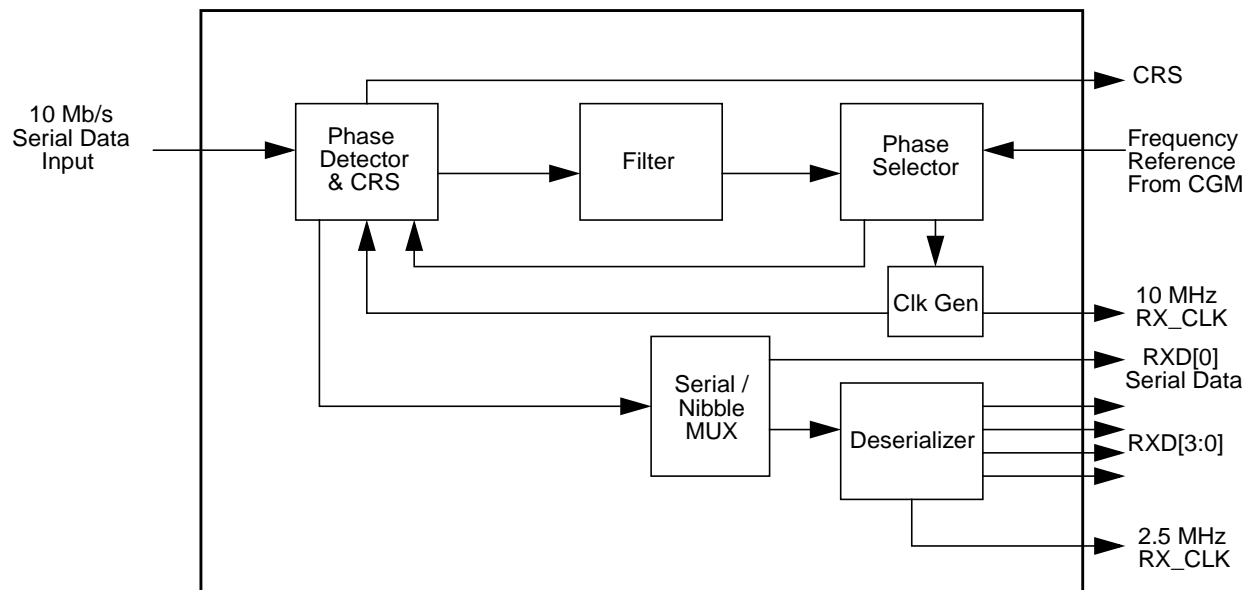 CRS
10 Mb/s
Serial Data
Input
Phase
Detector
& CRS
Filter
Phase
Selector
Frequency
Reference
From CGM
Clk Gen
10 MHz
RX_CLK
RXD[0]
Serial Data
Serial /
Nibble
MUX
Deserializer
RXD[3:0]
2.5 MHz
RX_CLK